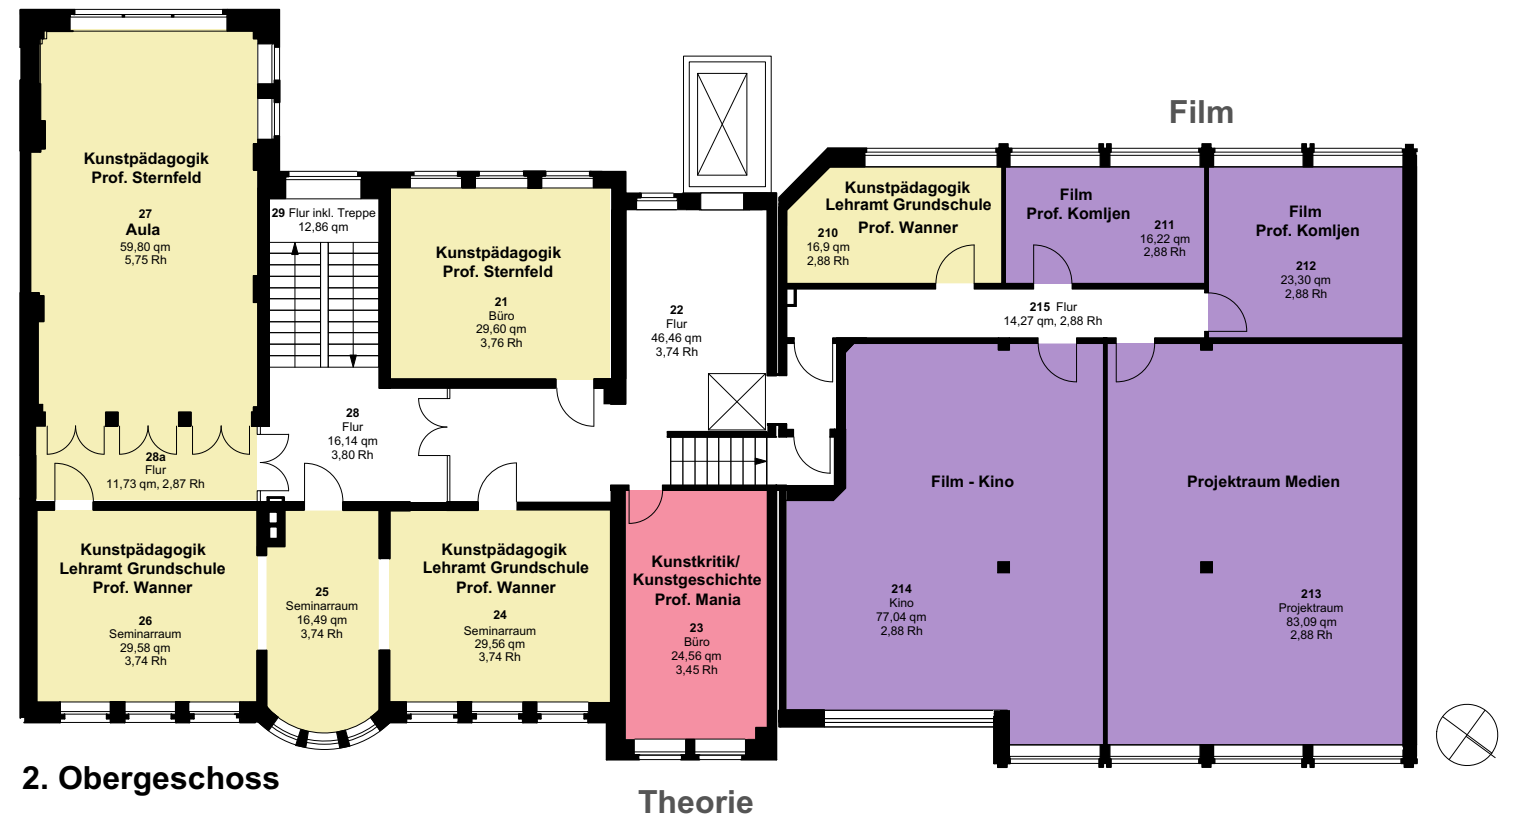 Film
Kunstpädagogik
Prof. Sternfeld
27
Aula
59,80 qm
5,75 Rh
29 Flur inkl. Treppe
12,86 qm
Kunstpädagogik
Prof. Sternfeld
21
Büro
29,60 qm
3,76 Rh
22
Flur
46,46 qm
3,74 Rh
Kunstpädagogik
Lehramt Grundschule
Prof. Wanner
210
16,9 qm
2,88 Rh
Film
Prof. Komljen
211
16,22 qm
2,88 Rh
Film
Prof. Komljen
212
23,30 qm
2,88 Rh
215 Flur
14,27 qm, 2,88 Rh
28
Flur
16,14 qm
3,80 Rh
28a
Flur
11,73 qm, 2,87 Rh
Kunstpädagogik
Lehramt Grundschule
Prof. Wanner
26
Seminarraum
29,58 qm
3,74 Rh
25
Seminarraum
16,49 qm
3,74 Rh
Kunstpädagogik
Lehramt Grundschule
Prof. Wanner
24
Seminarraum
29,56 qm
3,74 Rh
Kunstkritik/
Kunstgeschichte
Prof. Mania
23
Büro
24,56 qm
3,45 Rh
Film - Kino
214
Kino
77,04 qm
2,88 Rh
Projektraum Medien
213
Projektraum
83,09 qm
2,88 Rh
2. Obergeschoss
Theorie